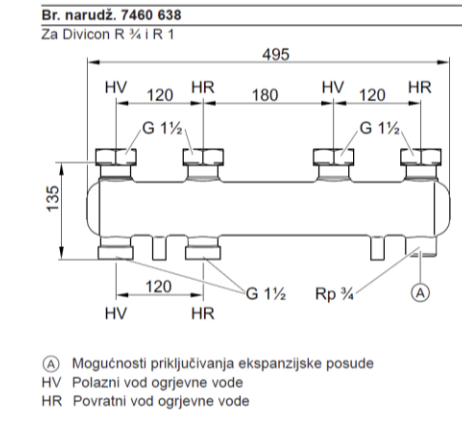 Br. narudž. 7460 638
Za Divicon R ¾ i R 1
495
HV HR HV HR
120 180 120
G 1½ G 1½
135
120 G 1½ Rp ¾ A
HV HR
A Mogućnosti priključivanja ekspanzijske posude
HV Polazni vod ogrjevne vode
HR Povratni vod ogrjevne vode